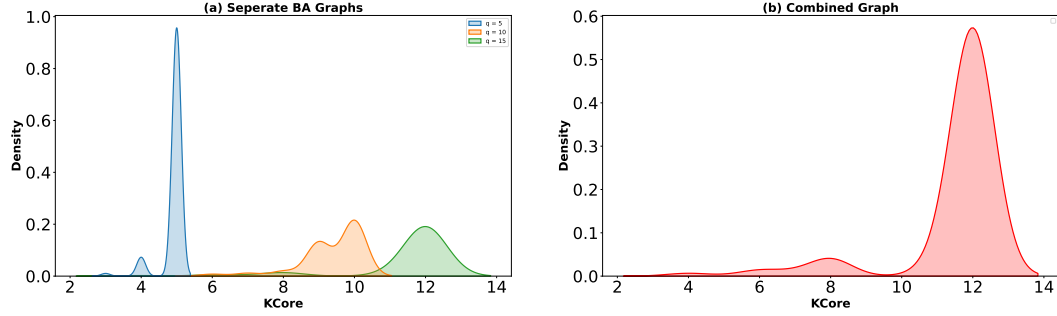 (a) Seperate BA Graphs
1.0
0.8
0.6
0.4
0.2
0.0
Density
q = 5
q = 10
q = 15
2 4 6 8 10 12 14
KCore
(b) Combined Graph
0.6
0.5
0.4
0.3
0.2
0.1
0.0
Density
2 4 6 8 10 12 14
KCore